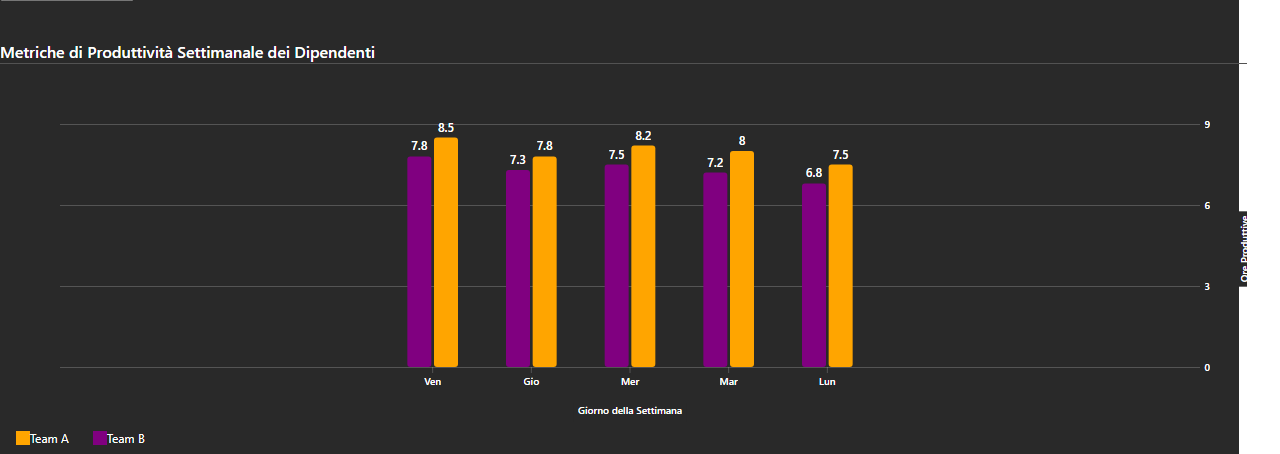 Metriche di Produttività Settimanale dei Dipendenti
7.8
8.5
7.3
7.8
7.5
8.2
7.2
8
6.8
7.5
9
6
3
0
Ore Produttive
Ven
Gio
Mer
Mar
Lun
Giorno della Settimana
Team A
Team B